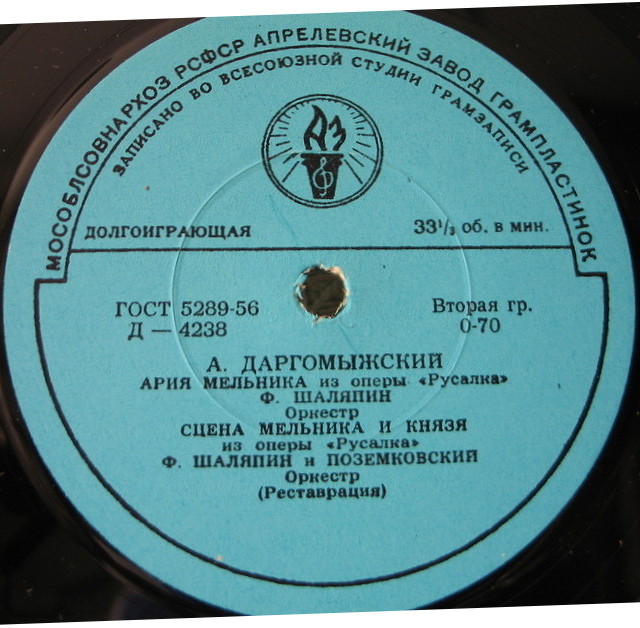 МОСОБЛСОВНАРХОЗ РСФСР АПРЕЛЕВСКИЙ ЗАВОД ГРАМПЛАСТИНОК
ЗАПИСАНО ВО ВСЕСОЮЗНОЙ СТУДИИ ГРАМЗАПИСИ
АЗ
ДОЛГОИГРАЮЩАЯ
33⅓ об. в мин.
ГОСТ 5289-56
Вторая гр.
Д — 4238
0-70
А. ДАРГОМЫЖСКИЙ
АРИЯ МЕЛЬНИКА из оперы «Русалка»
Ф. ШАЛЯПИН
Оркестр
СЦЕНА МЕЛЬНИКА И КНЯЗЯ
из оперы «Русалка»
Ф. ШАЛЯПИН и ПОЗЕМКОВСКИЙ
Оркестр
(Реставрация)